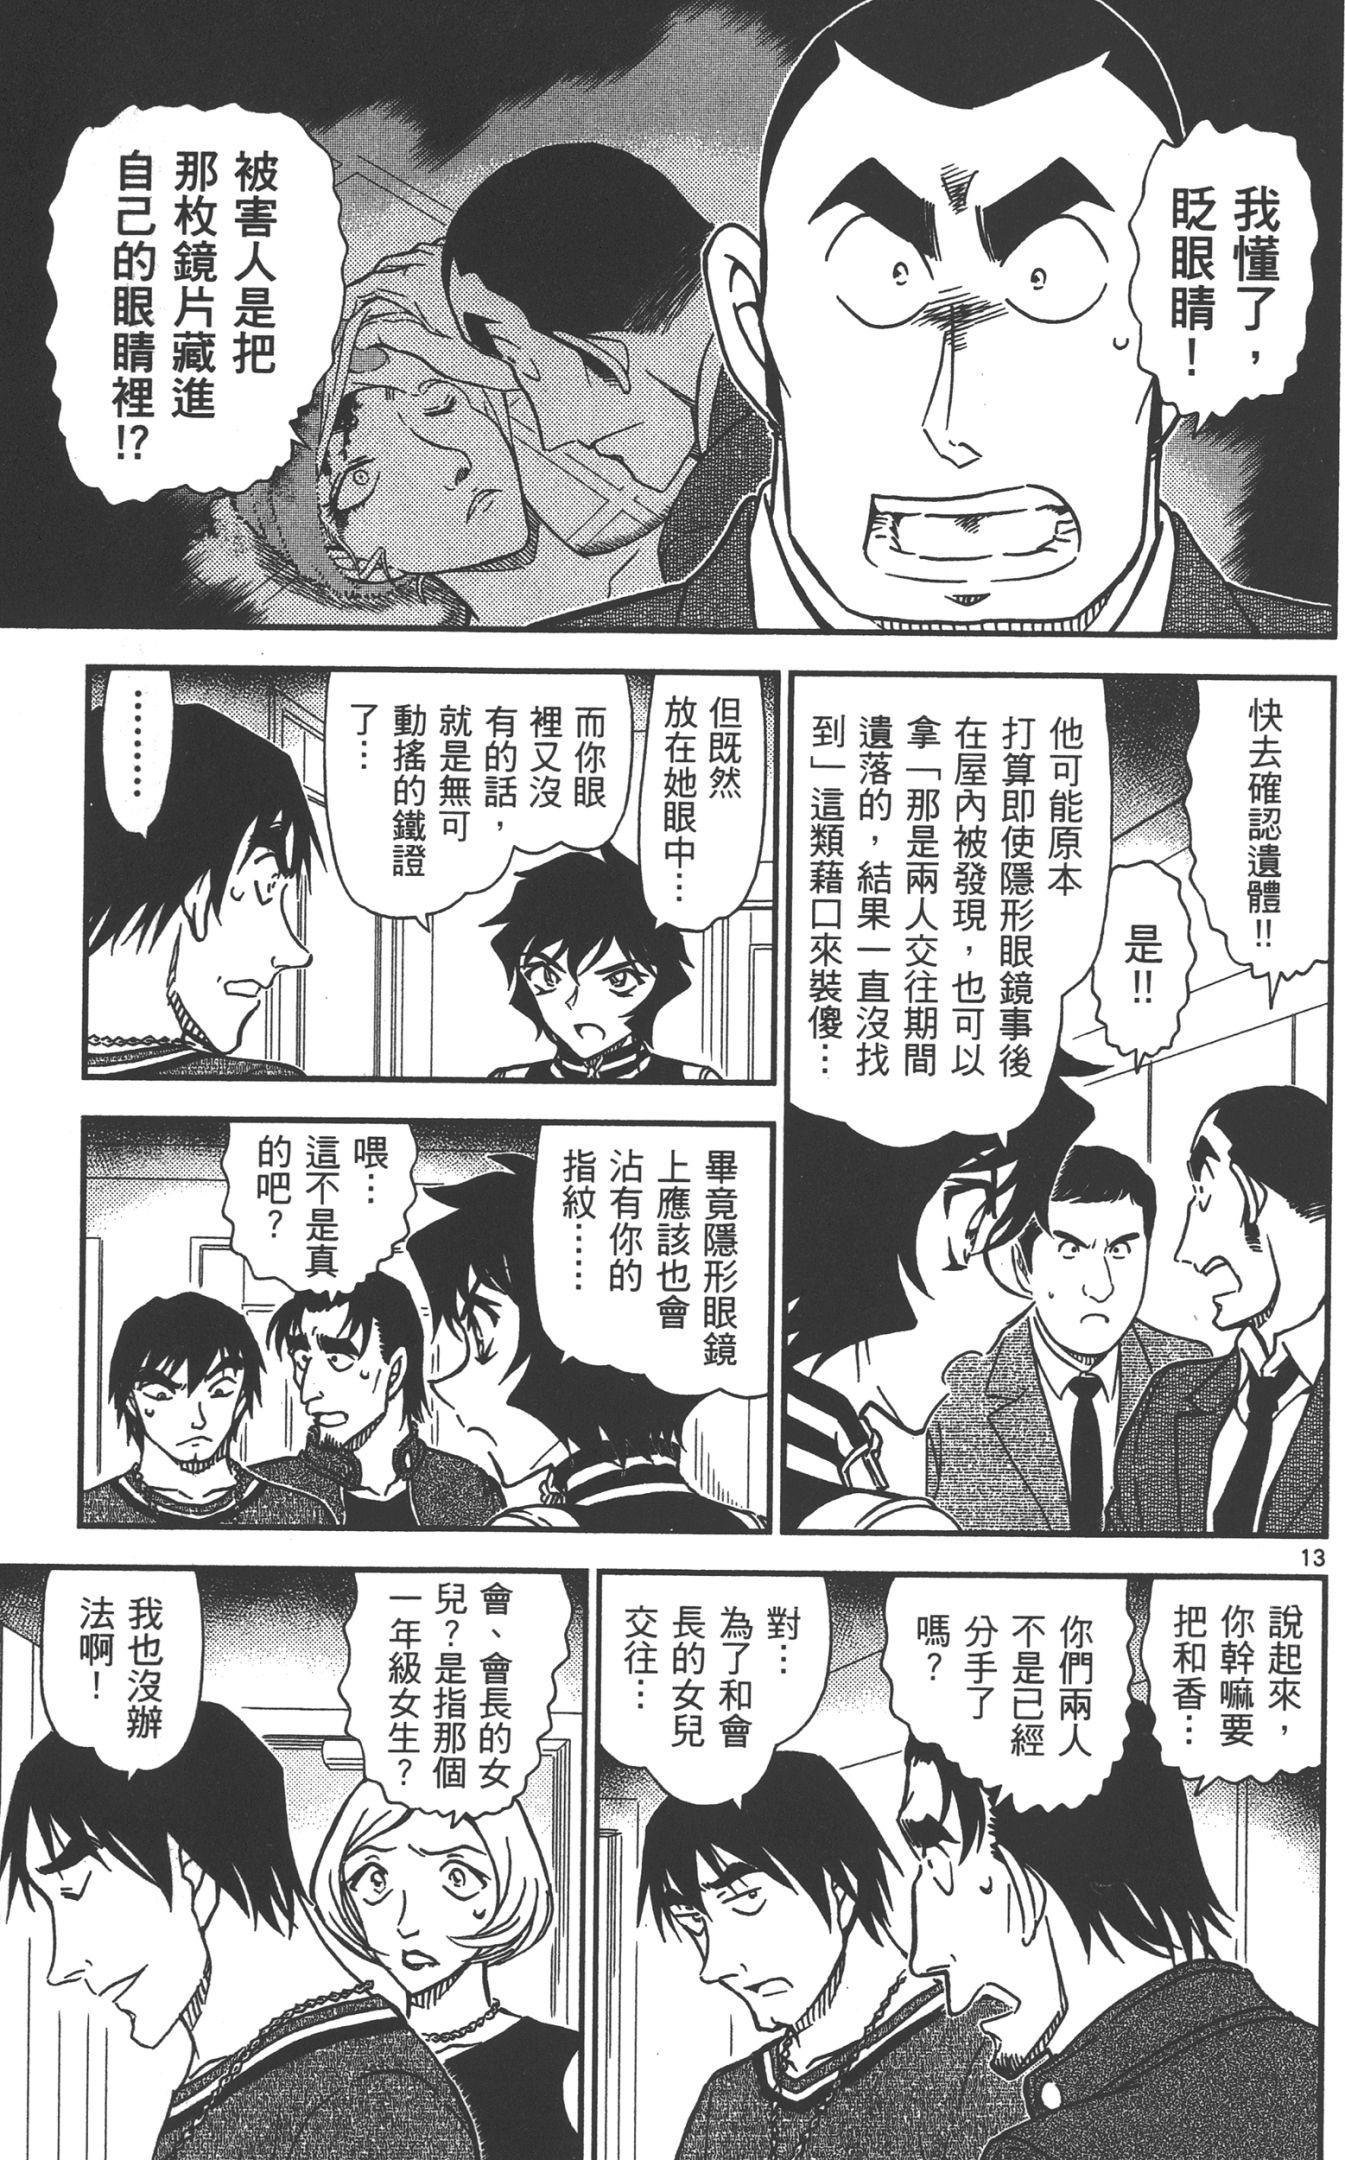 我懂了，
眨眼睛！
被害人是把
那枚鏡片藏進
自己的眼睛裡!?
快去確認遺體!!
是!!
他可能原本
打算即使隱形眼鏡事後
在屋內被發現，也可以
拿「那是兩人交往期間
遺落的，結果一直沒找
到」這類藉口來裝傻…
但既然
放在她眼中…
而你眼
裡又沒
有的話，
就是無可
動搖的鐵證
了…
………
畢竟隱形眼鏡
上應該也會
沾有你的
指紋……
喂…
這不是真
的吧？
13
說起來，
你幹嘛要
把和香…
你們兩人
不是已經
分手了
嗎？
對…
為了和會
長的女兒
交往…
會、會長的女
兒？是指那個
一年級女生？
我也沒辦
法啊！